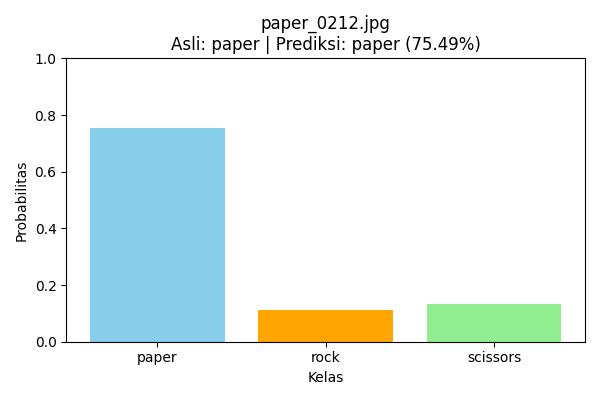 paper_0212.jpg
Asli: paper | Prediksi: paper (75.49%)
1.0
0.8
0.6
0.4
0.2
0.0
Probabilitas
paper
rock
scissors
Kelas